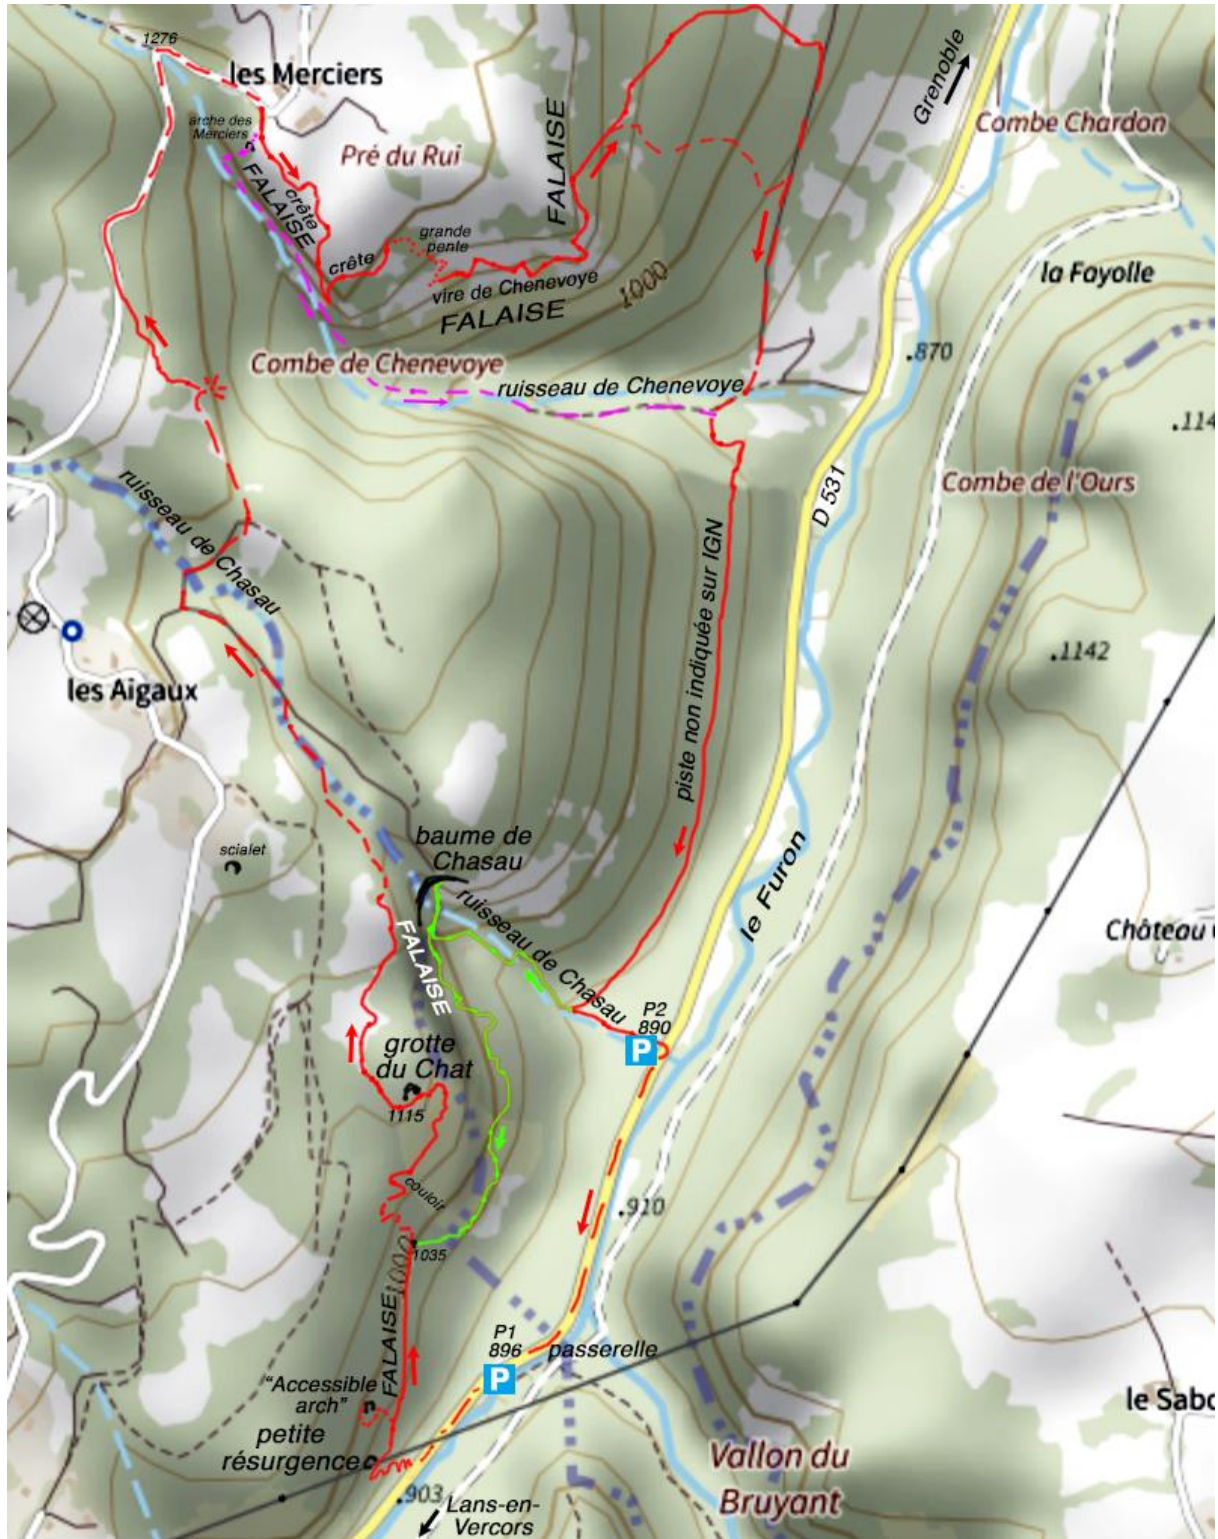 1276
les Merciers
arche des
Merciers
Pré du Rui
FALAISE
crête
FALAISE
Grenoble
Combe Chardon
crête
grande
pente
vire de Chenevoye
FALAISE
1000
la Fayolle
.870
Combe de Chenevoye
ruisseau de Chenevoye
.114
Combe de l'Ours
D 531
ruisseau de Chasau
piste non indiquée sur IGN
.1142
les Aigaux
scialet
baume de
Chasau
le Furon
ruisseau de Chasau
Château
FALAISE
P2
890
P
grotte
du Chat
1115
couloir
.910
1035
1000
FALAISE
P1
896
P
passerelle
"Accessible
arch"
petite
résurgence
le Sabo
Vallon du
Bruyant
.903
Lans-en-
Vercors